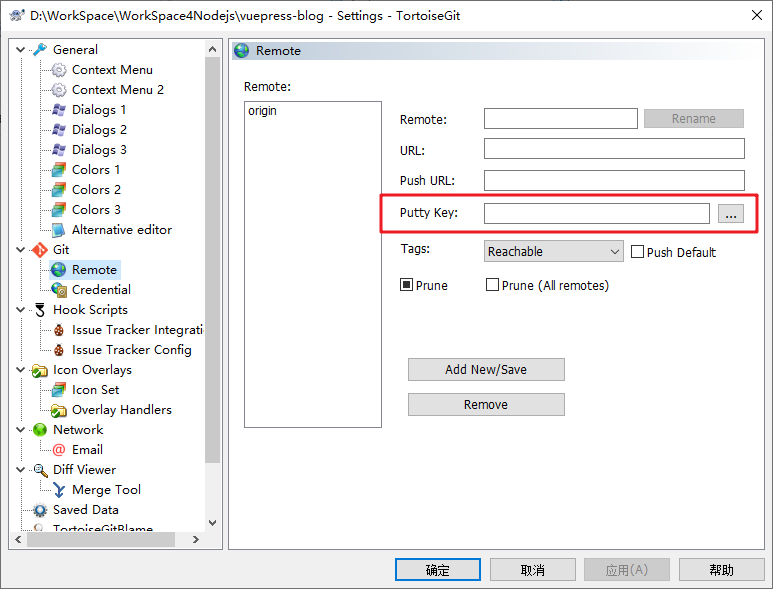 D:\WorkSpace\WorkSpace4Nodejs\vuepress-blog - Settings - TortoiseGit
General
Context Menu
Context Menu 2
Dialogs 1
Dialogs 2
Dialogs 3
Colors 1
Colors 2
Colors 3
Alternative editor
Git
Remote
Credential
Hook Scripts
Issue Tracker Integrati
Issue Tracker Config
Icon Overlays
Icon Set
Overlay Handlers
Network
Email
Diff Viewer
Merge Tool
Saved Data
TortoiseGitBlame
Remote
Remote:
origin
Remote:
Rename
URL:
Push URL:
Putty Key:
...
Tags:
Reachable
Push Default
Prune
Prune (All remotes)
Add New/Save
Remove
确定
取消
应用(A)
帮助